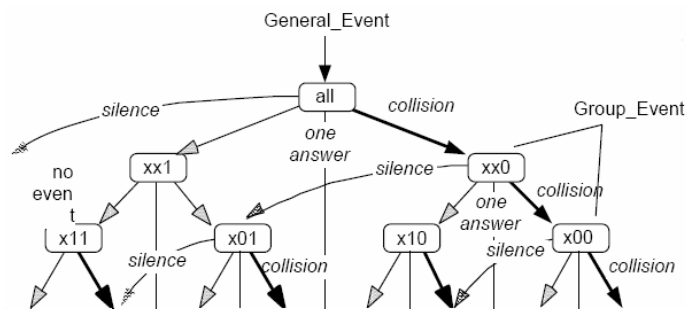 General_Event
all
silence
collision
Group_Event
one
answer
xx1
xx0
no
even
t
silence
one
answer
collision
x11
x01
x10
x00
silence
collision
silence
collision